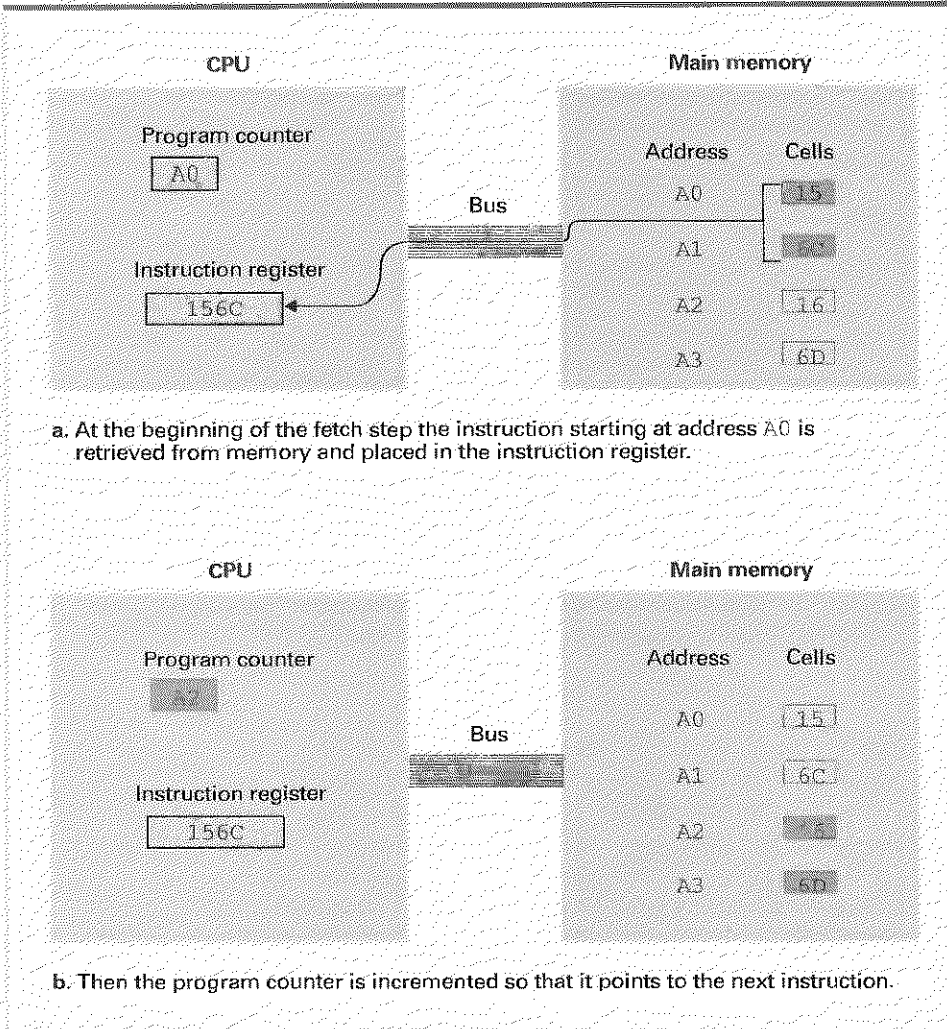 CPU
Main memory
Program counter
A0
Instruction register
156C
Bus
Address Cells
A0 15
A1 6C
A2 16
A3 6D
a. At the beginning of the fetch step the instruction starting at address A0 is
retrieved from memory and placed in the instruction register.
CPU
Main memory
Program counter
A2
Instruction register
156C
Bus
Address Cells
A0 15
A1 6C
A2
A3 6D
b. Then the program counter is incremented so that it points to the next instruction.